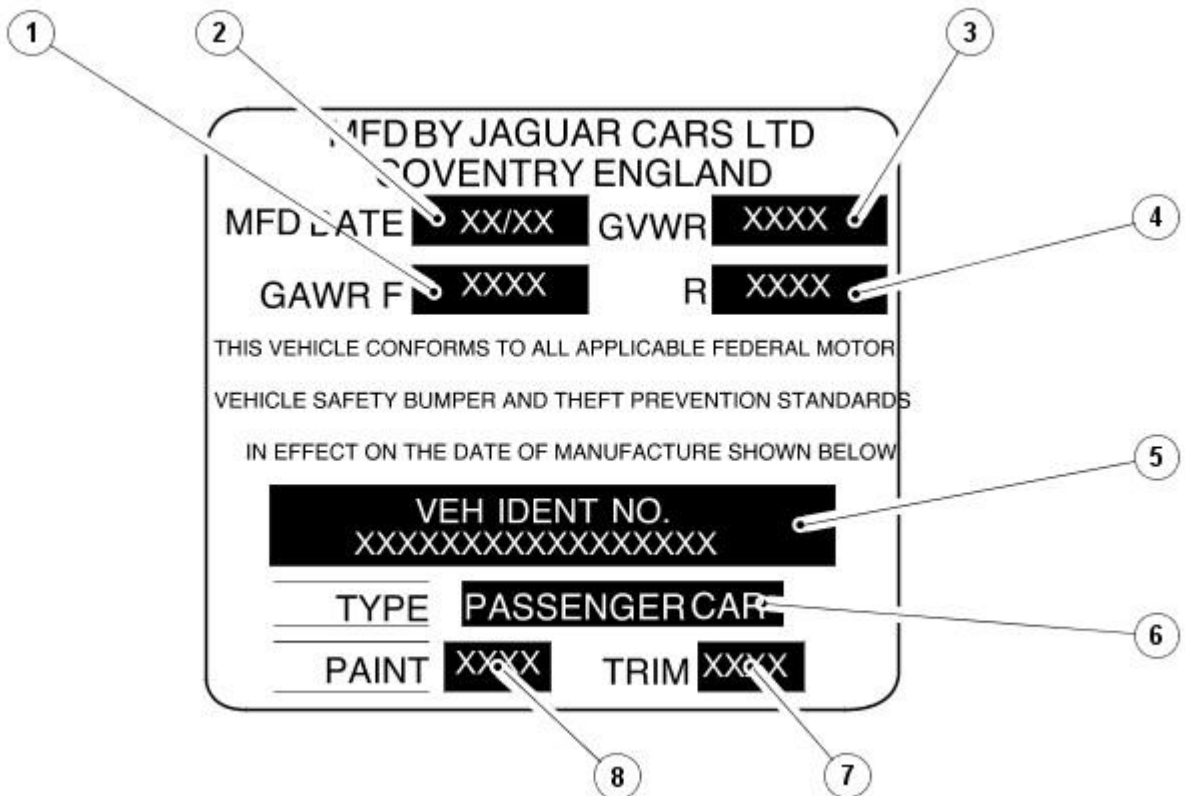 1 2 3
MFD BY JAGUAR CARS LTD
COVENTRY ENGLAND
MFD DATE XX/XX GVWR XXXX
4
GAWR F XXXX R XXXX
THIS VEHICLE CONFORMS TO ALL APPLICABLE FEDERAL MOTOR
VEHICLE SAFETY BUMPER AND THEFT PREVENTION STANDARDS
IN EFFECT ON THE DATE OF MANUFACTURE SHOWN BELOW
5
VEH IDENT NO.
XXXXXXXXXXXXXXXXX
TYPE PASSENGER CAR
6
PAINT XXXX TRIM XXXX
8 7